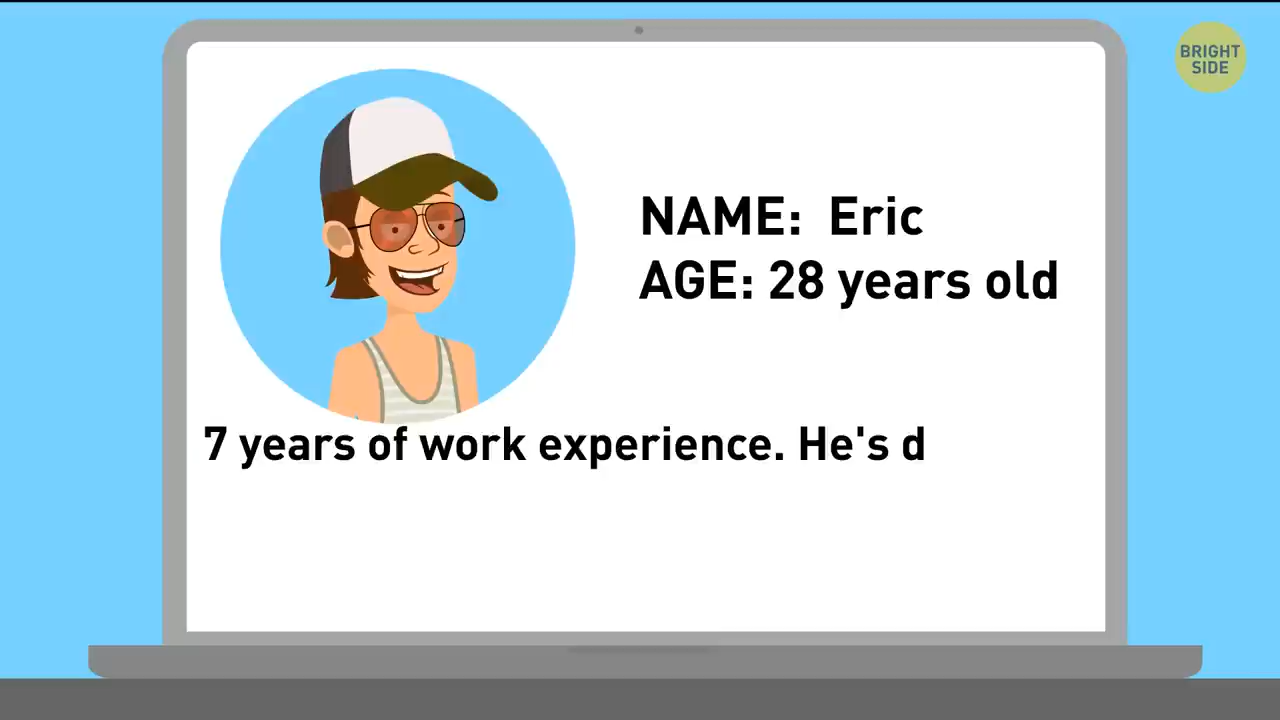 BRIGHT
SIDE
NAME: Eric
AGE: 28 years old
7 years of work experience. He's d